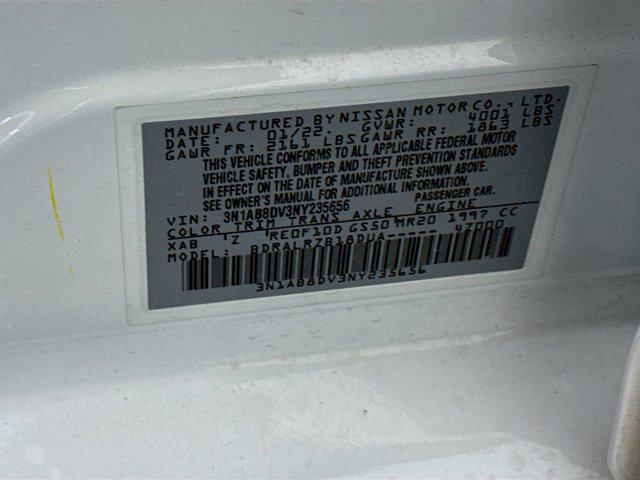 MANUFACTURED BY NISSAN MOTOR CO., LTD.
DATE: 01/22. GVWR: 4001 LBS
GAWR FR: 2161 LBS GAWR RR: 1863 LBS
THIS VEHICLE CONFORMS TO ALL APPLICABLE FEDERAL MOTOR
VEHICLE SAFETY, BUMPER AND THEFT PREVENTION STANDARDS
IN EFFECT ON THE DATE OF MANUFACTURE SHOWN ABOVE.
SEE OWNER'S MANUAL FOR ADDITIONAL INFORMATION.
VIN: 3N1AB8DV3NY235656 PASSENGER CAR.
COLOR TRIM TRANS AXLE ENGINE
XAB Z RE0F10D GS50 MR20 1997 CC
MODEL: BDRALRZB18DUA----- 47000
3N1AB8DV3NY235656